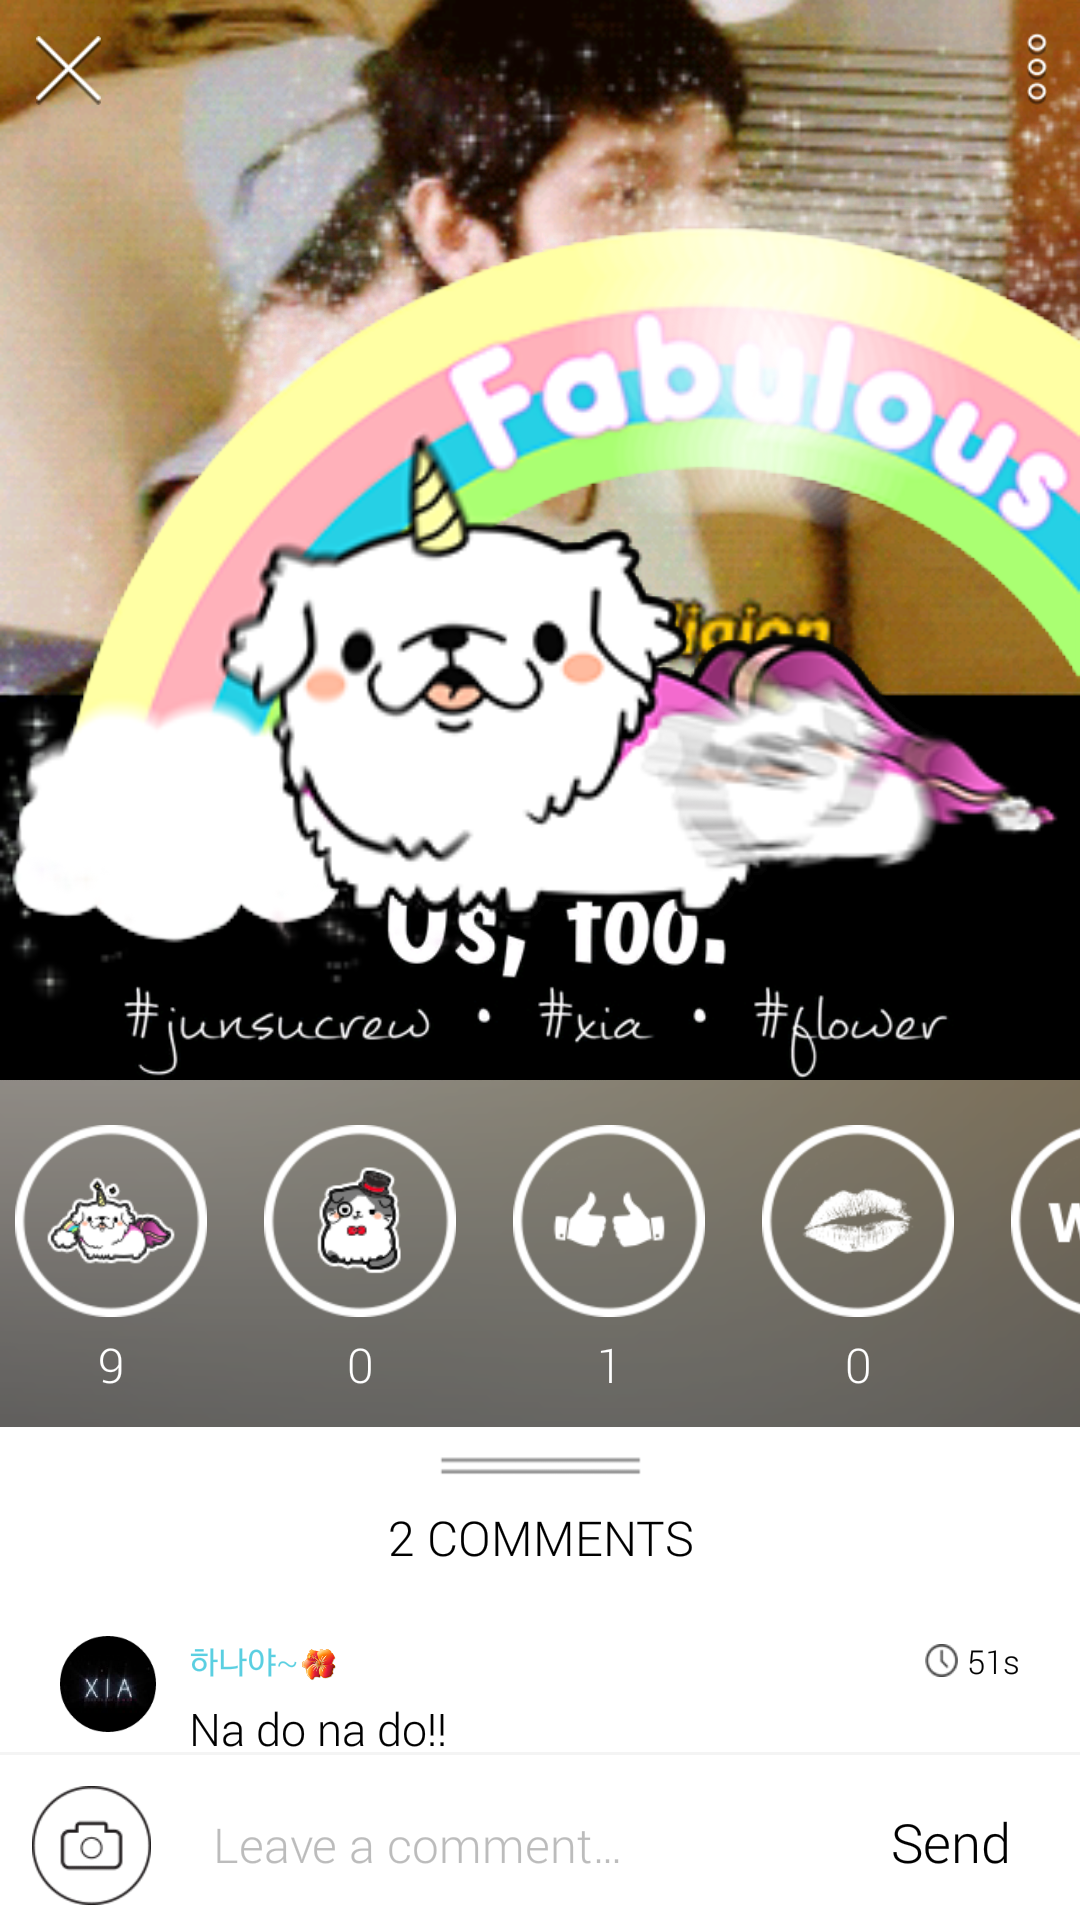 Fabulous
ligion
Us, too.
#junsucrew • #xia • #flower
9 0 1 0
2 COMMENTS
XIA
하나야~ 51s
Na do na do!!
Leave a comment... Send